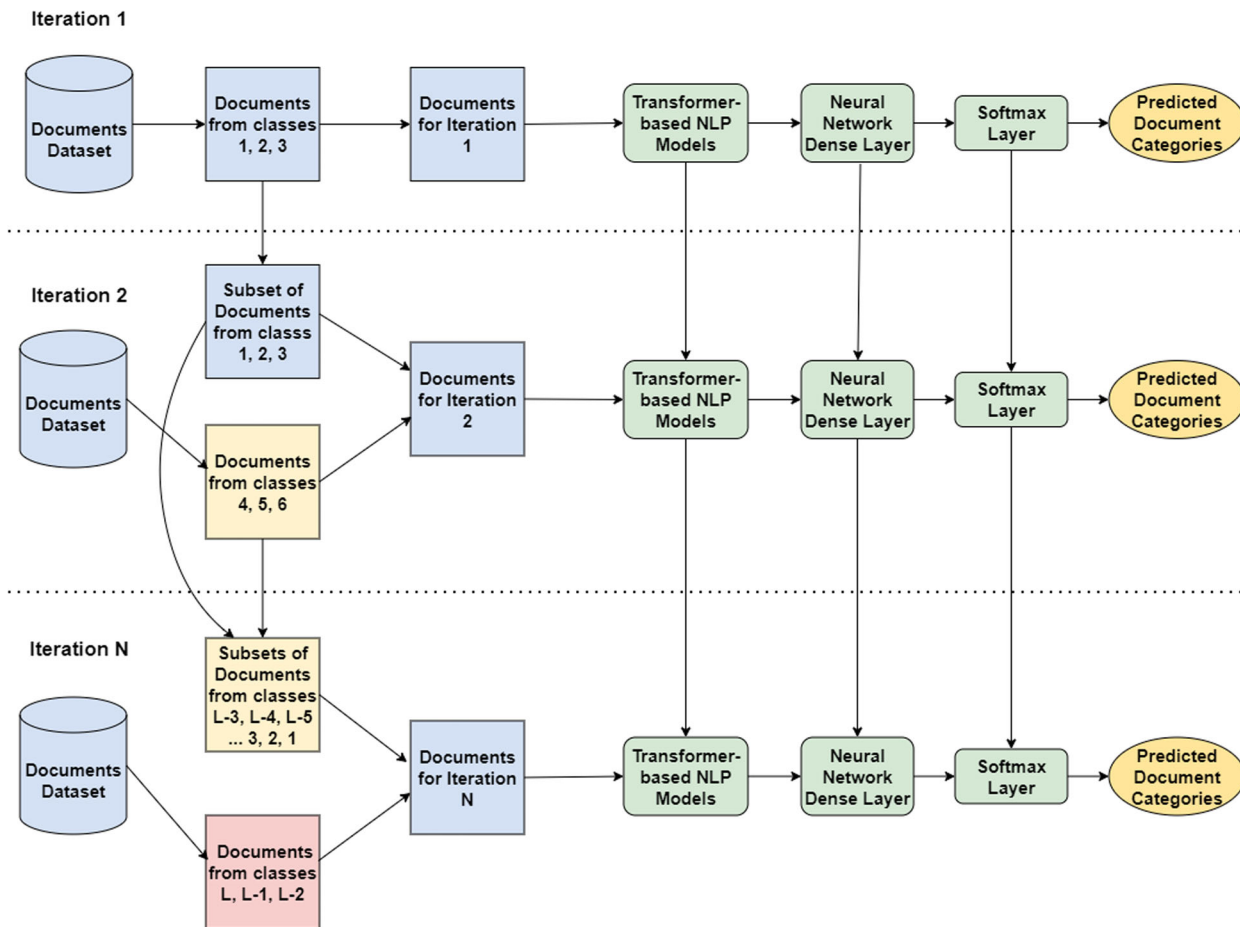 Iteration 1
Documents
Dataset
Documents
from classes
1, 2, 3
Documents
for Iteration
1
Transformer-
based NLP
Models
Neural
Network
Dense Layer
Softmax
Layer
Predicted
Document
Categories
Iteration 2
Documents
Dataset
Subset of
Documents
from classs
1, 2, 3
Documents
from classes
4, 5, 6
Documents
for Iteration
2
Transformer-
based NLP
Models
Neural
Network
Dense Layer
Softmax
Layer
Predicted
Document
Categories
Iteration N
Documents
Dataset
Subsets of
Documents
from classes
L-3, L-4, L-5
... 3, 2, 1
Documents
from classes
L, L-1, L-2
Documents
for Iteration
N
Transformer-
based NLP
Models
Neural
Network
Dense Layer
Softmax
Layer
Predicted
Document
Categories